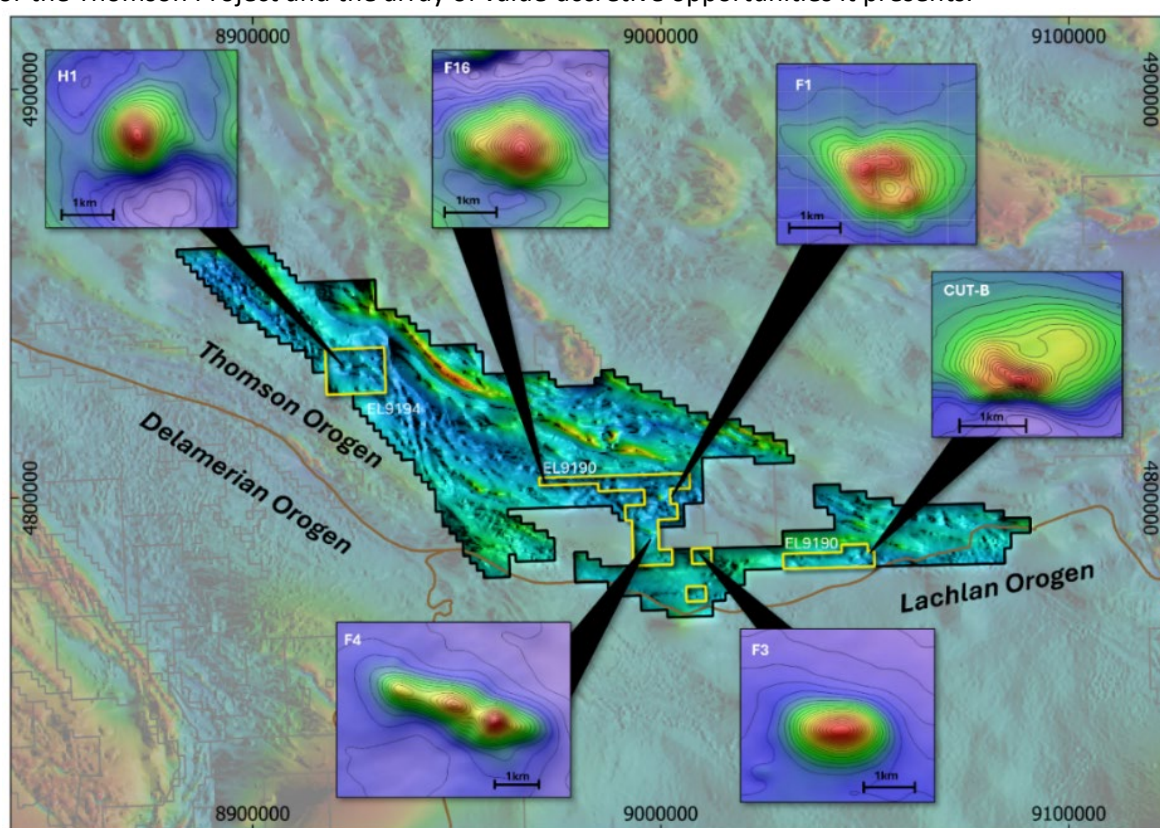 or the Thomson Project and the array of value accretive opportunities it presents.
8900000
9000000
9100000
4900000
4900000
H1
1km
F16
1km
F1
1km
CUT-B
1km
Thomson Orogen
Delamerian Orogen
EL9194
EL9190
4800000
4800000
EL9190
Lachlan Orogen
F4
1km
F3
1km
8900000
9000000
9100000